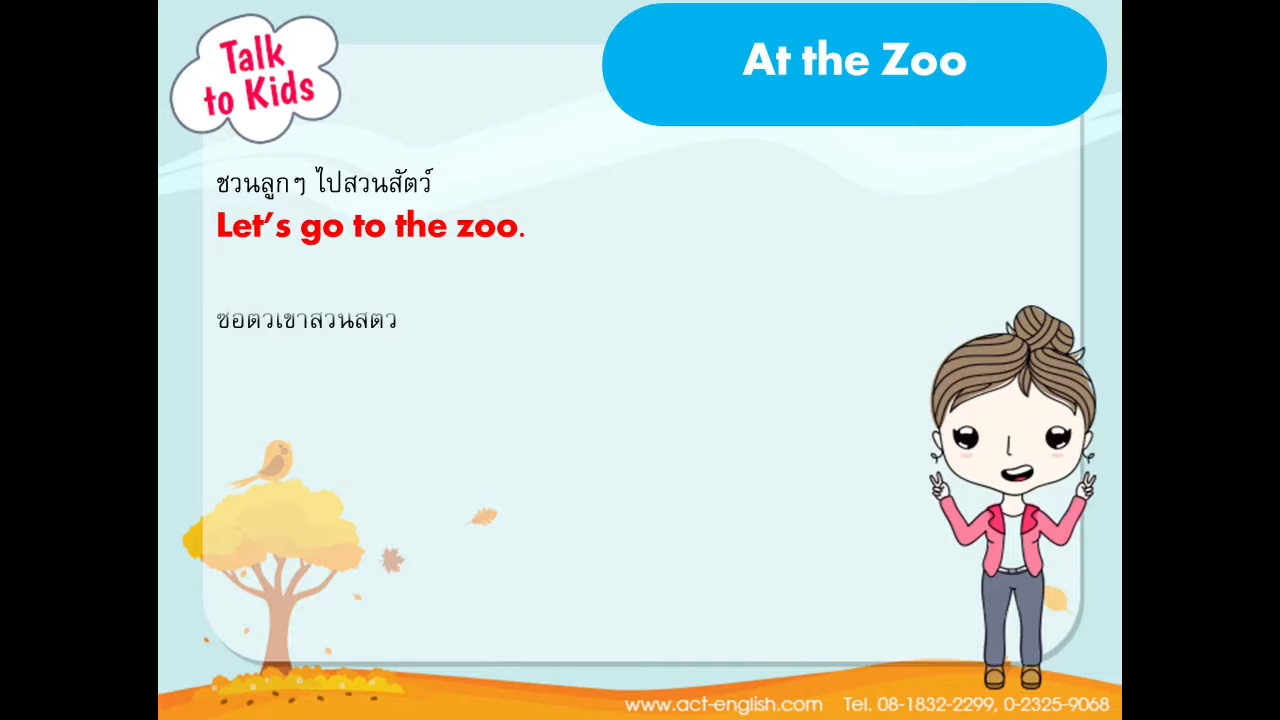 Talk
to Kids
At the Zoo
ชวนลูกๆ ไปสวนสัตว์
Let's go to the zoo.
ซอตวเขาสวนสตว
www.act-english.com Tel. 08-1832-2299, 0-2325-9068